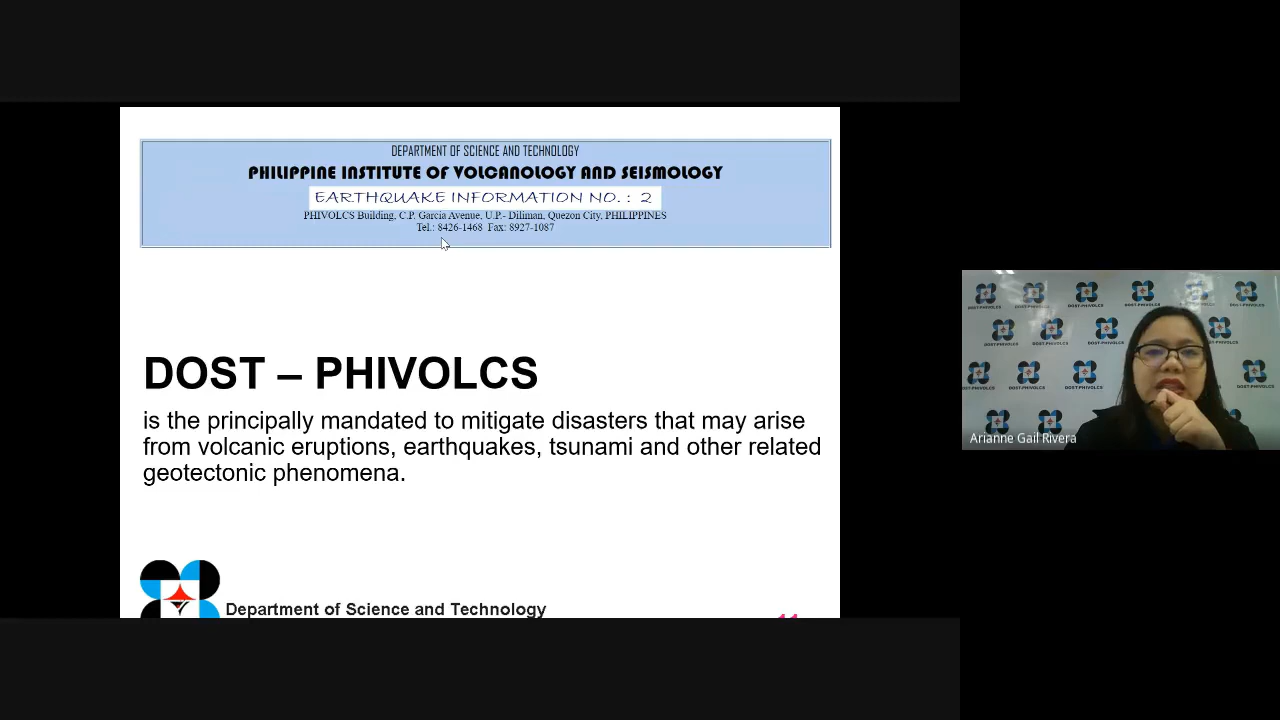 DEPARTMENT OF SCIENCE AND TECHNOLOGY
PHILIPPINE INSTITUTE OF VOLCANOLOGY AND SEISMOLOGY
EARTHQUAKE INFORMATION NO. : 2
PHIVOLCS Building, C.P. Garcia Avenue, U.P.- Diliman, Quezon City, PHILIPPINES
Tel.: 8426-1468 Fax: 8927-1087
DOST – PHIVOLCS
is the principally mandated to mitigate disasters that may arise
from volcanic eruptions, earthquakes, tsunami and other related
geotectonic phenomena.
Department of Science and Technology
DOST-PHIVOLCS
Arianne Gail Rivera